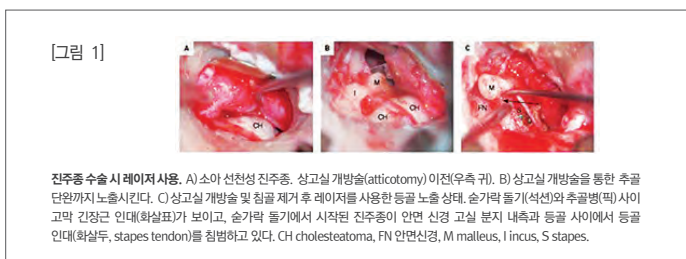 [그림 1]
A
B
C
CH
I
M
CH
CH
M
FN
진주종 수술 시 레이저 사용. A) 소아 선천성 진주종. 상고실 개방술(atticotomy) 이전(우측 귀). B) 상고실 개방술을 통한 추골
단완까지 노출시킨다. C) 상고실 개방술 및 침골 제거 후 레이저를 사용한 등골 노출 상태. 숟가락 돌기(석션)와 추골병(픽) 사이
고막 긴장근 인대(화살표)가 보이고, 숟가락 돌기에서 시작된 진주종이 안면 신경 고실 분지 내측과 등골 사이에서 등골
인대(화살두, stapes tendon)를 침범하고 있다. CH cholesteatoma, FN 안면신경, M malleus, I incus, S stapes.